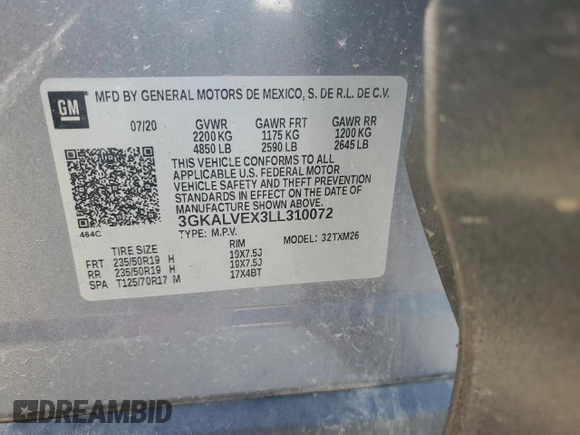 GM
MFD BY GENERAL MOTORS DE MEXICO, S. DE R.L. DE C.V.
07/20 GVWR GAWR FRT GAWR RR
2200 KG 1175 KG 1200 KG
4850 LB 2590 LB 2645 LB
THIS VEHICLE CONFORMS TO ALL
APPLICABLE U.S. FEDERAL MOTOR
VEHICLE SAFETY AND THEFT PREVENTION
STANDARDS IN EFFECT ON THE DATE OF
MANUFACTURE SHOWN ABOVE.
3GKALVEX3LL310072
464C
TYPE: M.P.V. MODEL: 32TXM26
TIRE SIZE RIM
FRT 235/50R19 H 19X7.5J
RR 235/50R19 H 19X7.5J
SPA T125/70R17 M 17X4BT
DREAMBID